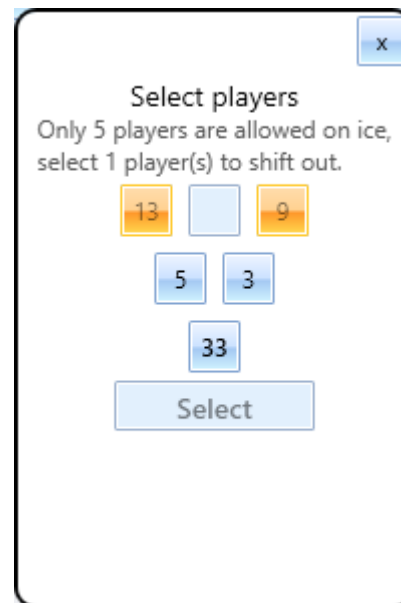 x
Select players
Only 5 players are allowed on ice,
select 1 player(s) to shift out.
13 9
5 3
33
Select